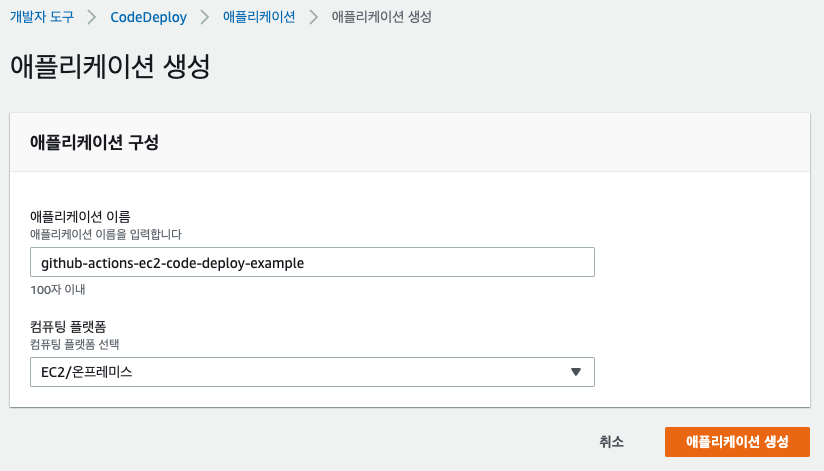 개발자 도구 > CodeDeploy > 애플리케이션 > 애플리케이션 생성
애플리케이션 생성
애플리케이션 구성
애플리케이션 이름
애플리케이션 이름을 입력합니다
github-actions-ec2-code-deploy-example
100자 이내
컴퓨팅 플랫폼
컴퓨팅 플랫폼 선택
EC2/온프레미스
취소 애플리케이션 생성